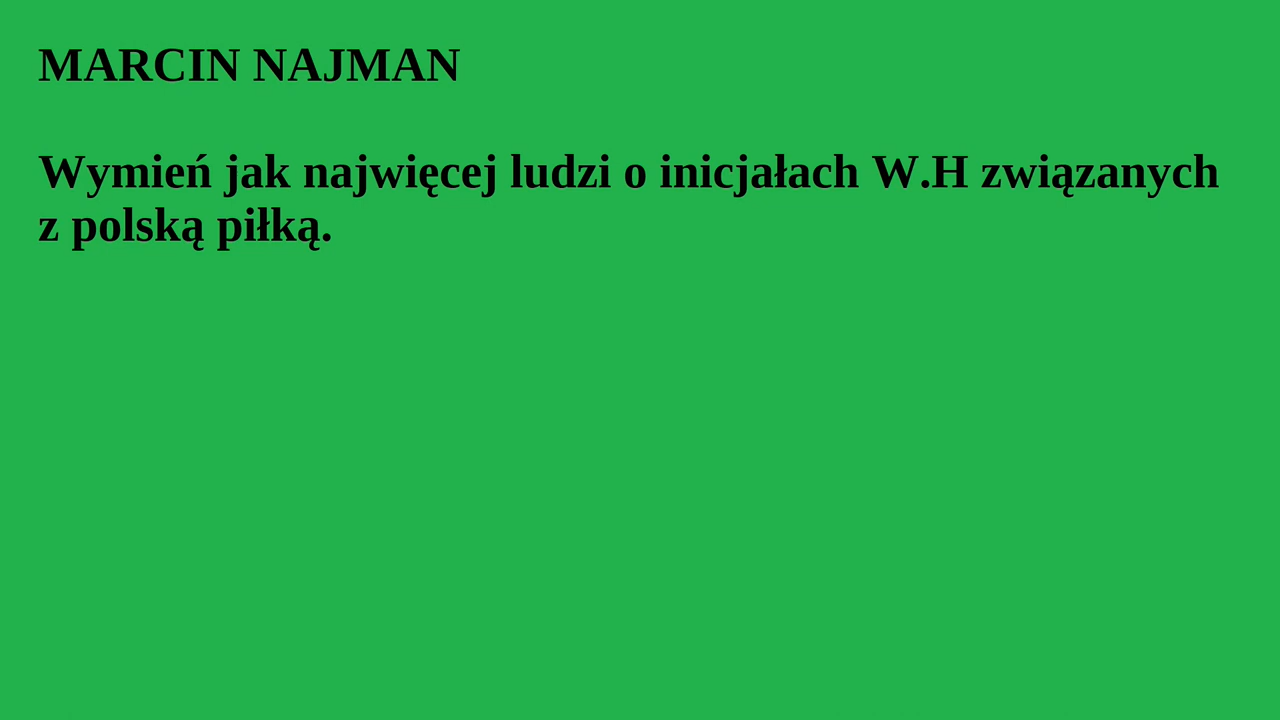 MARCIN NAJMAN
Wymień jak najwięcej ludzi o inicjałach W.H związanych
z polską piłką.